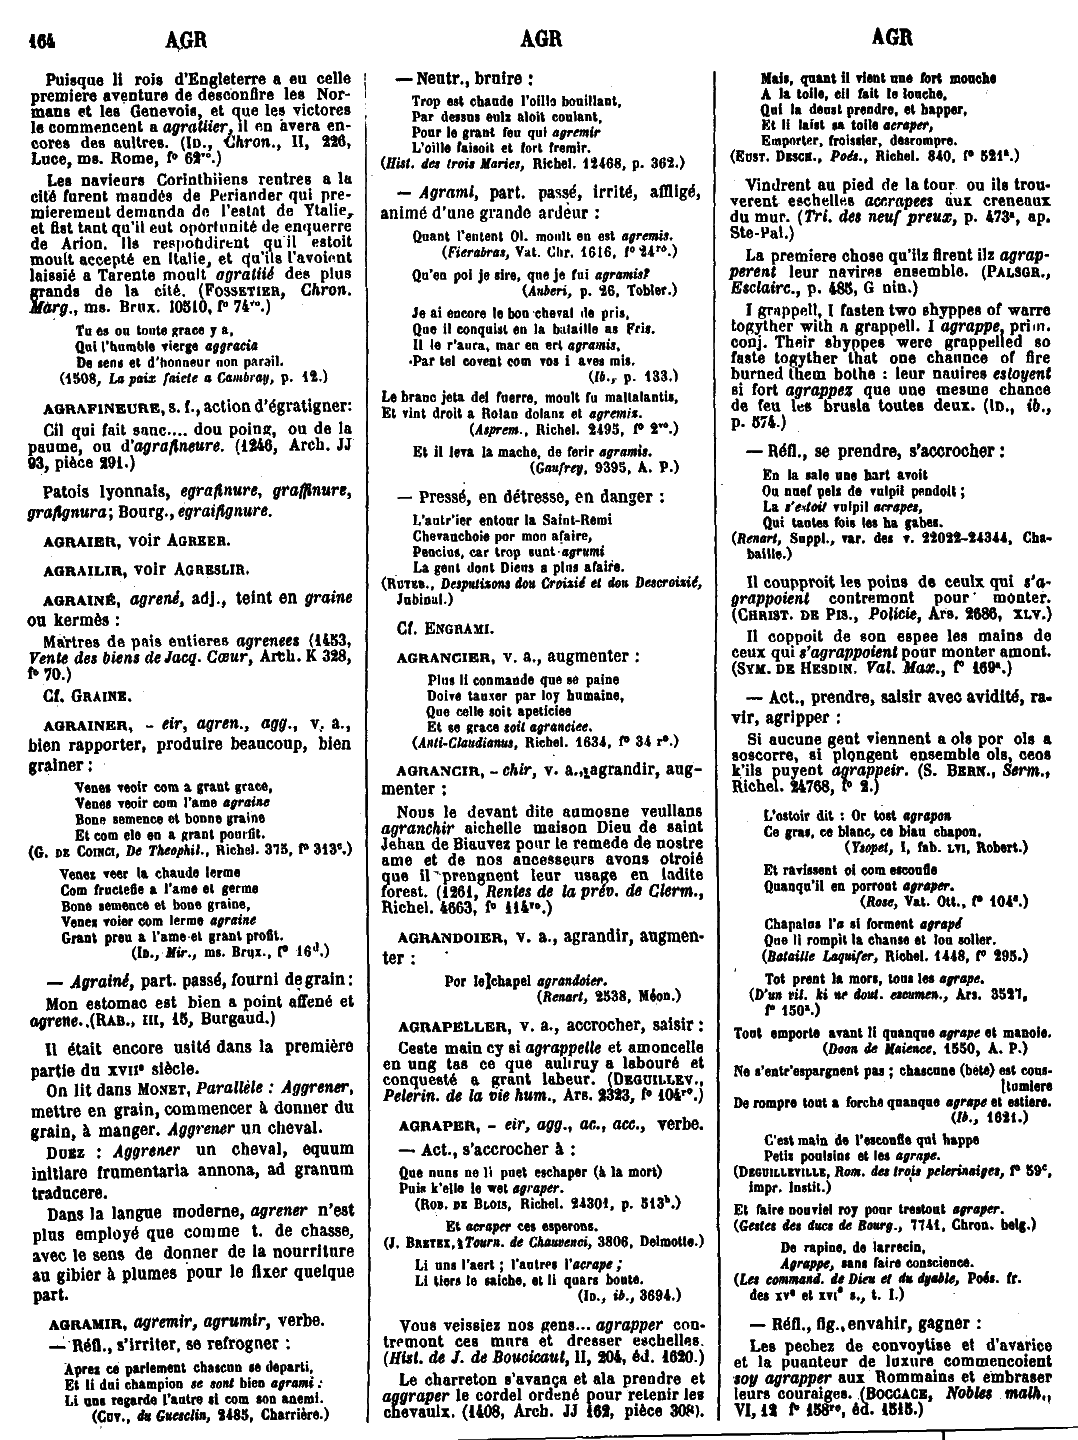 164 AGR AGR AGR
Puisque li rois d'Engleterre a eu celle
premiere aventure de desconfire les Nor-
mans et les Genevois, et que les victores
le commencent a agratiier, il en avera en-
cores des aultres. (ID., Chron., II, 226,
Luce, ms. Rome, f° 62ro.)
Les navieurs Corinthiiens rentres a la
cité furent mandés de Periander qui pre-
mierement demanda de l'estat de Ytalie,
et fist tant qu'il eut oportunité de enquerre
de Arion. Ils respondirent qu'il estoit
moult accepté en Italie, et qu'ils l'avoient
laissié a Tarente moult agratiié des plus
grands de la cité. (FOSSETIER, Chron.
Marg., ms. Brux. 10510, f° 74vo.)
Tu es ou toute grace y a,
Qui l'humble vierge aggracia
De sens et d'honneur non parail.
(1508, La paix faicte a Cambray, p. 12.)
AGRAFINEURE, s. f., action d'égratigner:
Cil qui fait sanc.... dou poing, ou de la
paume, ou d'agrafineure. (1246, Arch. JJ
93, pièce 291.)
Patois lyonnais, egrafinure, graffinure,
grafignura; Bourg., egraifignure.
AGRAIER, voir AGREER.
AGRAILIR, voir AGRESLIR.
AGRAINÉ, agrené, adj., teint en graine
ou kermès :
Martres de pais entieres agrenees (1453,
Vente des biens de Jacq. Cœur, Arch. K 328,
f° 70.)
Cf. GRAINE.
AGRAINER, - eir, agren., agg., v. a.,
bien rapporter, produire beaucoup, bien
grainer :
Venes veoir com a grant grace,
Venes veoir com l'ame agraine
Bone semence et bonne graine
Et com ele en a grant pourfit.
(G. DE COINCI, De Theophil., Richel. 375, f° 313c.)
Venez veer la chaude lerme
Com fructefie a l'ame et germe
Bone semence et bone graine,
Venez voier com lerme agraine
Grant preu a l'ame et grant profit.
(ID., Mir., ms. Brux., f° 16d.)
— Agrainé, part. passé, fourni de grain :
Mon estomac est bien a point affené et
agrene. (RAB., III, 15, Burgaud.)
Il était encore usité dans la première
partie du XVIIe siècle.
On lit dans MONET, Parallèle : Aggrener,
mettre en grain, commencer à donner du
grain, à manger. Aggrener un cheval.
DUEZ : Aggrener un cheval, equum
initiare frumentaria annona, ad granum
traducere.
Dans la langue moderne, agrener n'est
plus employé que comme t. de chasse,
avec le sens de donner de la nourriture
au gibier à plumes pour le fixer quelque
part.
AGRAMIR, agremir, agrumir, verbe.
— Réfl., s'irriter, se refrogner :
Apres ce parlement chascun se departi,
Et li dui champion se sont bien agrami :
Li uns regarde l'autre si com son anemi.
(CUV., du Guesclin, 2485, Charrière.)
— Neutr., bruire :
Trop est chaude l'oille bouillant,
Par dessus eulz aloit coulant,
Pour le grant feu qui agremir
L'oille faisoit et fort fremir.
(Hist. des trois Maries, Richel. 12468, p. 362.)
— Agrami, part. passé, irrité, affligé,
animé d'une grande ardeur :
Quant l'entent Ol. moult en est agremis.
(Fierabras, Vat. Chr. 1616, f° 24ro.)
Qu'en poi je sire, que je fui agramis?
(Auberi, p. 26, Tobler.)
Je ai encore le bon cheval de pris,
Que il conquist en la bataille as Fris.
Il le r'aura, mar en ert agramis,
Par tel covent com vos i aves mis.
(Ib., p. 133.)
Le branc jeta del fuerre, moult fu maltalantis,
Et vint droit a Rolan dolanz et agremis.
(Asprem., Richel. 2495, f° 2vo.)
Et il leva la mache, de ferir agramis.
(Gaufrey, 9395, A. P.)
— Pressé, en détresse, en danger :
L'autr'ier entour la Saint-Remi
Chevauchoie por mon afaire,
Pencius, car trop sunt agrumi
La gent dont Diens a plus afaire.
(RUTEB., Desputizons dou Croizié et dou Descroizié,
Jubinal.)
Cf. ENGRAMI.
AGRANCIER, v. a., augmenter :
Plus li conmande que se paine
Doive tauxer par loy humaine,
Que celle soit apeticiee
Et se grace soit agranciee.
(Anti-Claudianus, Richel. 1634, f° 34 r°.)
AGRANCIR, - chir, v. a., agrandir, aug-
menter :
Nous le devant dite aumosne veullans
agranchir aichelle maison Dieu de saint
Jehan de Biauvez pour le remede de nostre
ame et de nos ancesseurs avons otroié
que il prengnent leur usage en ladite
forest. (1261, Rentes de la prév. de Clerm.,
Richel. 4663, f° 114vo.)
AGRANDOIER, v. a., agrandir, augmen-
ter :
Por le chapel agrandoier.
(Renart, 2538, Méon.)
AGRAPELLER, v. a., accrocher, saisir :
Ceste main cy si agrappelle et amoncelle
en ung tas ce que aultruy a labouré et
conquesté a grant labeur. (DEGUILLEV.,
Pelerin. de la vie hum., Ars. 2323, f° 104ro.)
AGRAPER, - eir, agg., ac., acc., verbe.
— Act., s'accrocher à :
Que nuns ne li puet eschaper (à la mort)
Puis k'elle le wet agraper.
(ROB. DE BLOIS, Richel. 24301, p. 513b.)
Et acraper ces esperons.
(J. BRETEX, Tourn. de Chauvenci, 3806, Delmotte.)
Li uns l'aert ; l'autres l'acrape ;
Li tiers le saiche, et li quars boute.
(ID., ib., 3694.)
Vous veissiez nos gens... agrapper con-
tremont ces murs et dresser eschelles.
(Hist. de J. de Boucicaut, II, 204, éd. 1620.)
Le charreton s'avança et ala prendre et
aggraper le cordel ordené pour retenir les
chevaulx. (1408, Arch. JJ 162, pièce 308).
Mais, quant il vient une fort mouche
A la toile, ell fait le louche,
Qui la deust prendre, et happer,
Et li laist sa toile acraper,
Emporter, froissier, desrompre.
(EUST. DESCH., Poés., Richel. 840, f° 521a.)
Vindrent au pied de la tour ou ils trou-
verent eschelles accrapees aux creneaux
du mur. (Tri. des neuf preux, p. 473a, ap.
Ste-Pal.)
La premiere chose qu'ilz firent ilz agrap-
perent leur navires ensemble. (PALSGR.,
Esclairc., p. 485, Génin.)
I grappell, I fasten two shyppes of warre
togyther with a grappell. I agrappe, prim.
conj. Their shyppes were grappelled so
faste togyther that one chaunce of fire
burned them bothe : leur nauires estoyent
si fort agrappez que une mesme chance
de feu les brusla toutes deux. (ID., ib.,
p. 574.)
— Réfl., se prendre, s'accrocher :
En la sale une hart avoit
Ou nuef pels de vulpil pendoit ;
La s'estoit vulpil acrapez,
Qui tantes fois les ha gabez.
(Renart, Suppl., var. des v. 22022-24344, Cha-
baille.)
Il coupproit les poins de ceulx qui s'a-
grappoient contremont pour monter.
(CHRIST. DE PIS., Policie, Ars. 2686, XLV.)
Il coppoit de son espee les mains de
ceux qui s'agrappoient pour monter amont.
(SYM. DE HESDIN, Val. Max., f° 169a.)
— Act., prendre, saisir avec avidité, ra-
vir, agripper :
Si aucune gent viennent a ols por ols a
soscorre, si plongent ensemble ols, ceos
k'ils puyent agrappeir. (S. BERN., Serm.,
Richel. 24768, f° 2.)
L'ostoir dit : Or tost agrapon
Ce gras, ce blanc, ce biau chapon.
(Ysopet, I, fab. LVI, Robert.)
Et ravissent ol com escoufle
Quanqu'il en porront agraper.
(Rose, Vat. Ott., f° 104a.)
Chapalus l'a si forment agrapé
Que li rompit la chanse et lou soller.
(Bataille Laquifer, Richel. 1448, f° 295.)
Tot prent la mors, tous les agrape.
(D'un vil. ki ne dout. escumen., Ars. 3527,
f° 150a.)
Tout emporte avant li quanque agrape et manoie.
(Doon de Maience, 1550, A. P.)
Ne s'entr'espargnent pas ; chascune (bete) est cous-
[tumiere
De rompre tout a forche quanque agrape et estiere.
(Ib., 1621.)
C'est main de l'escoufle qui happe
Petis poulsins et les agrape.
(DEGUILLEVILLE, Rom. des trois pelerinaiges, f° 59c,
impr. Instit.)
Et faire nouviel roy pour trestout agraper.
(Gestes des ducs de Bourg., 7741, Chron. belg.)
De rapine, de larrecin,
Agrappe, sans faire conscience.
(Les command. de Dieu et du dyable, Poés. fr.
des XVe et XVIe s., t. I.)
— Réfl., fig., envahir, gagner :
Les pechez de convoytise et d'avarice
et la puanteur de luxure commencoient
soy agrapper aux Rommains et embraser
leurs couraiges. (BOCCACE, Nobles malh.,
VI, 12 f° 158ro, éd. 1515.)